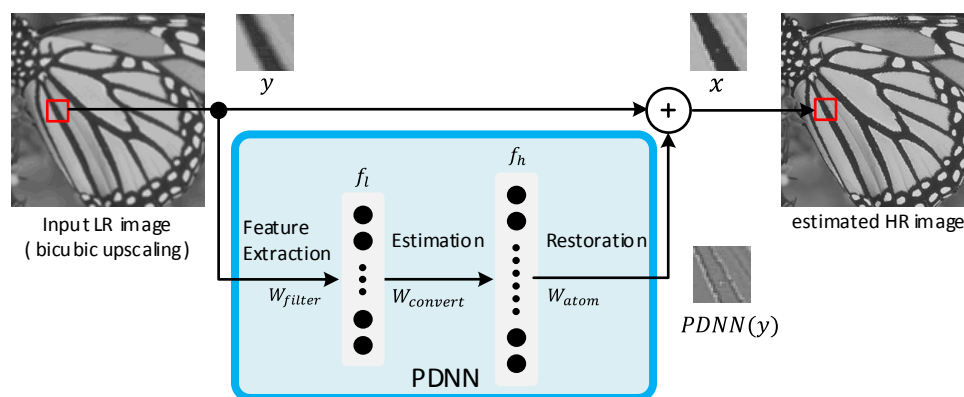 y
x
+
Input LR image
( bicubic upscaling)
estimated HR image
f_l
f_h
Feature
Extraction
Estimation
Restoration
W_filter
W_convert
W_atom
PDNN(y)
PDNN